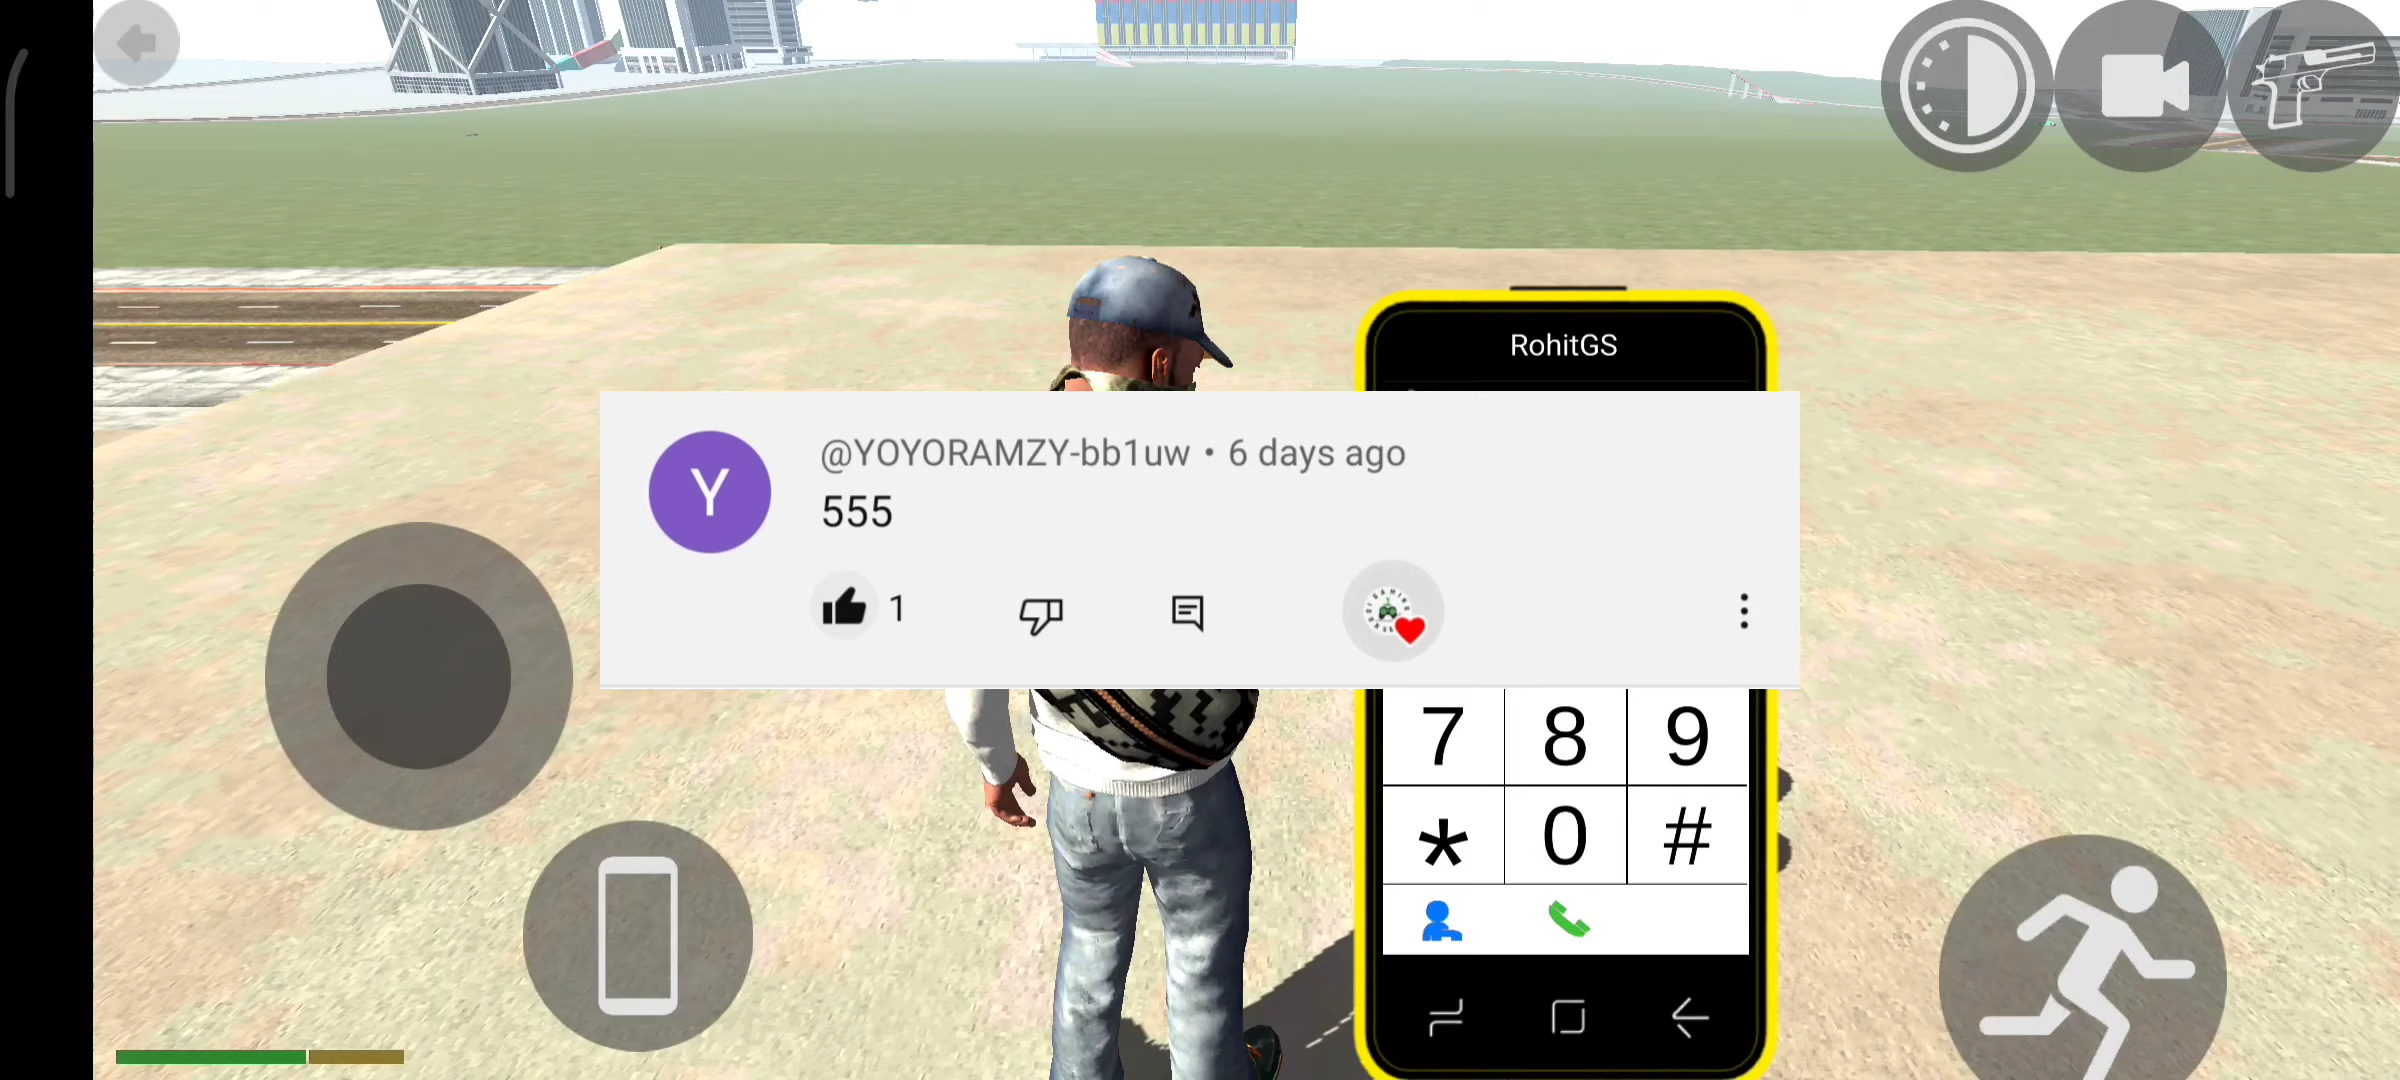 RohitGS
@YOYORAMZY-bb1uw • 6 days ago
Y
555
1
7 8 9
* 0 #